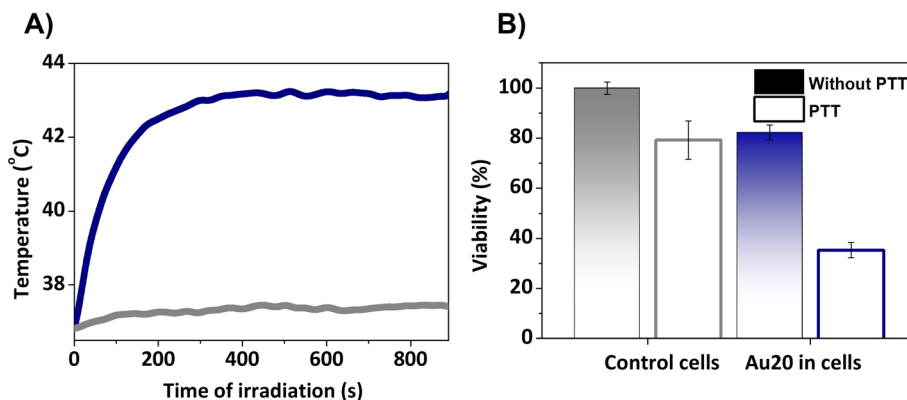 A)
Temperature (°C)
44
42
40
38
0
200
400
600
800
Time of irradiation (s)
B)
Viability (%)
100
80
60
40
20
0
Without PTT
PTT
Control cells
Au20 in cells